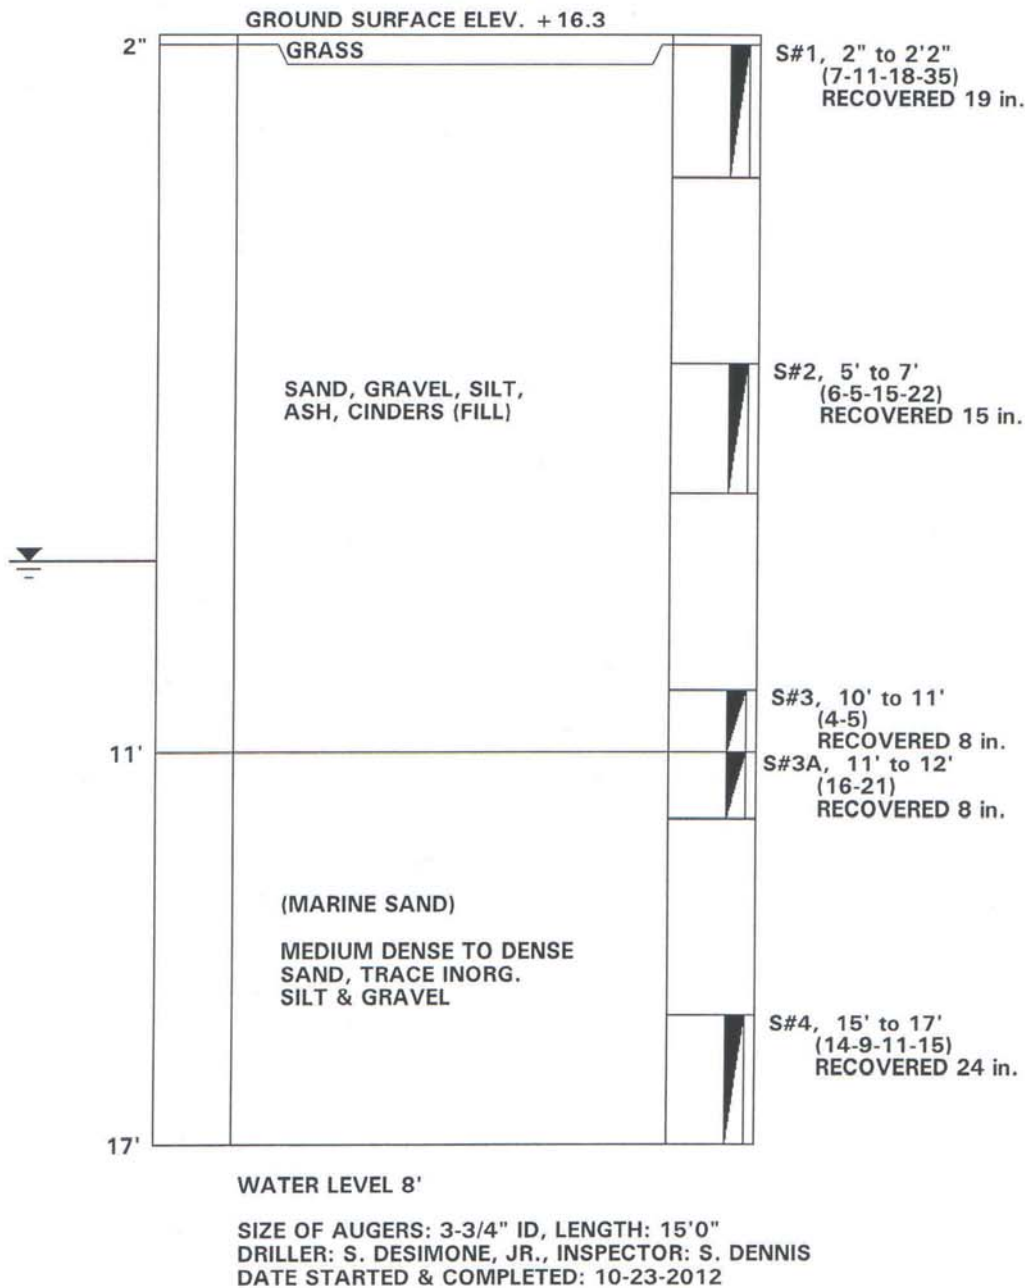 GROUND SURFACE ELEV. +16.3
2"
GRASS
S#1, 2" to 2'2"
(7-11-18-35)
RECOVERED 19 in.
SAND, GRAVEL, SILT,
ASH, CINDERS (FILL)
S#2, 5' to 7'
(6-5-15-22)
RECOVERED 15 in.
S#3, 10' to 11'
(4-5)
RECOVERED 8 in.
11'
S#3A, 11' to 12'
(16-21)
RECOVERED 8 in.
(MARINE SAND)
MEDIUM DENSE TO DENSE
SAND, TRACE INORG.
SILT & GRAVEL
S#4, 15' to 17'
(14-9-11-15)
RECOVERED 24 in.
17'
WATER LEVEL 8'
SIZE OF AUGERS: 3-3/4" ID, LENGTH: 15'0"
DRILLER: S. DESIMONE, JR., INSPECTOR: S. DENNIS
DATE STARTED & COMPLETED: 10-23-2012